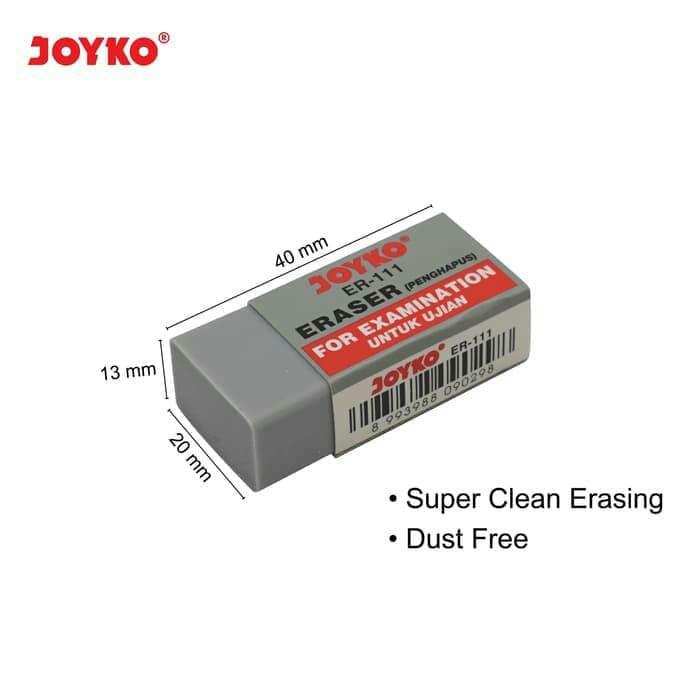 JOYKO®
40 mm
13 mm
20 mm
JOYKO®
ER-111
ERASER (PENGHAPUS)
FOR EXAMINATION
UNTUK UJIAN
JOYKO® ER-111
8 993988 090298
• Super Clean Erasing
• Dust Free